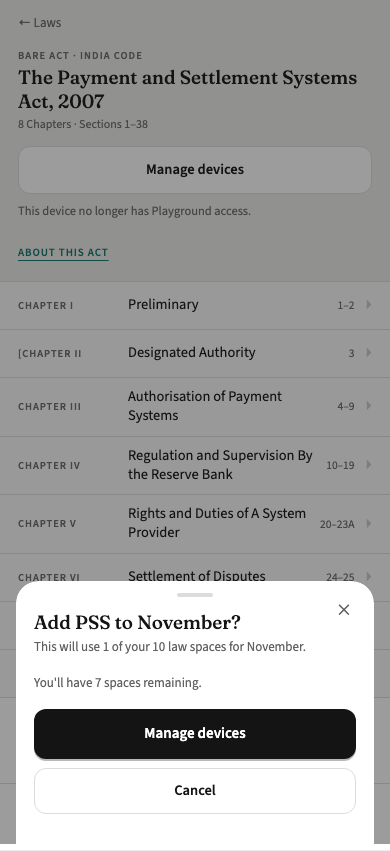 ← Laws
BARE ACT · INDIA CODE
The Payment and Settlement Systems
Act, 2007
8 Chapters · Sections 1–38
Manage devices
This device no longer has Playground access.
ABOUT THIS ACT
CHAPTER I Preliminary 1–2
[CHAPTER II Designated Authority 3
CHAPTER III Authorisation of Payment
Systems 4–9
CHAPTER IV Regulation and Supervision By
the Reserve Bank 10–19
CHAPTER V Rights and Duties of A System
Provider 20–23A
CHAPTER VI Settlement of Disputes 24–25
Add PSS to November?
This will use 1 of your 10 law spaces for November.
You'll have 7 spaces remaining.
Manage devices
Cancel